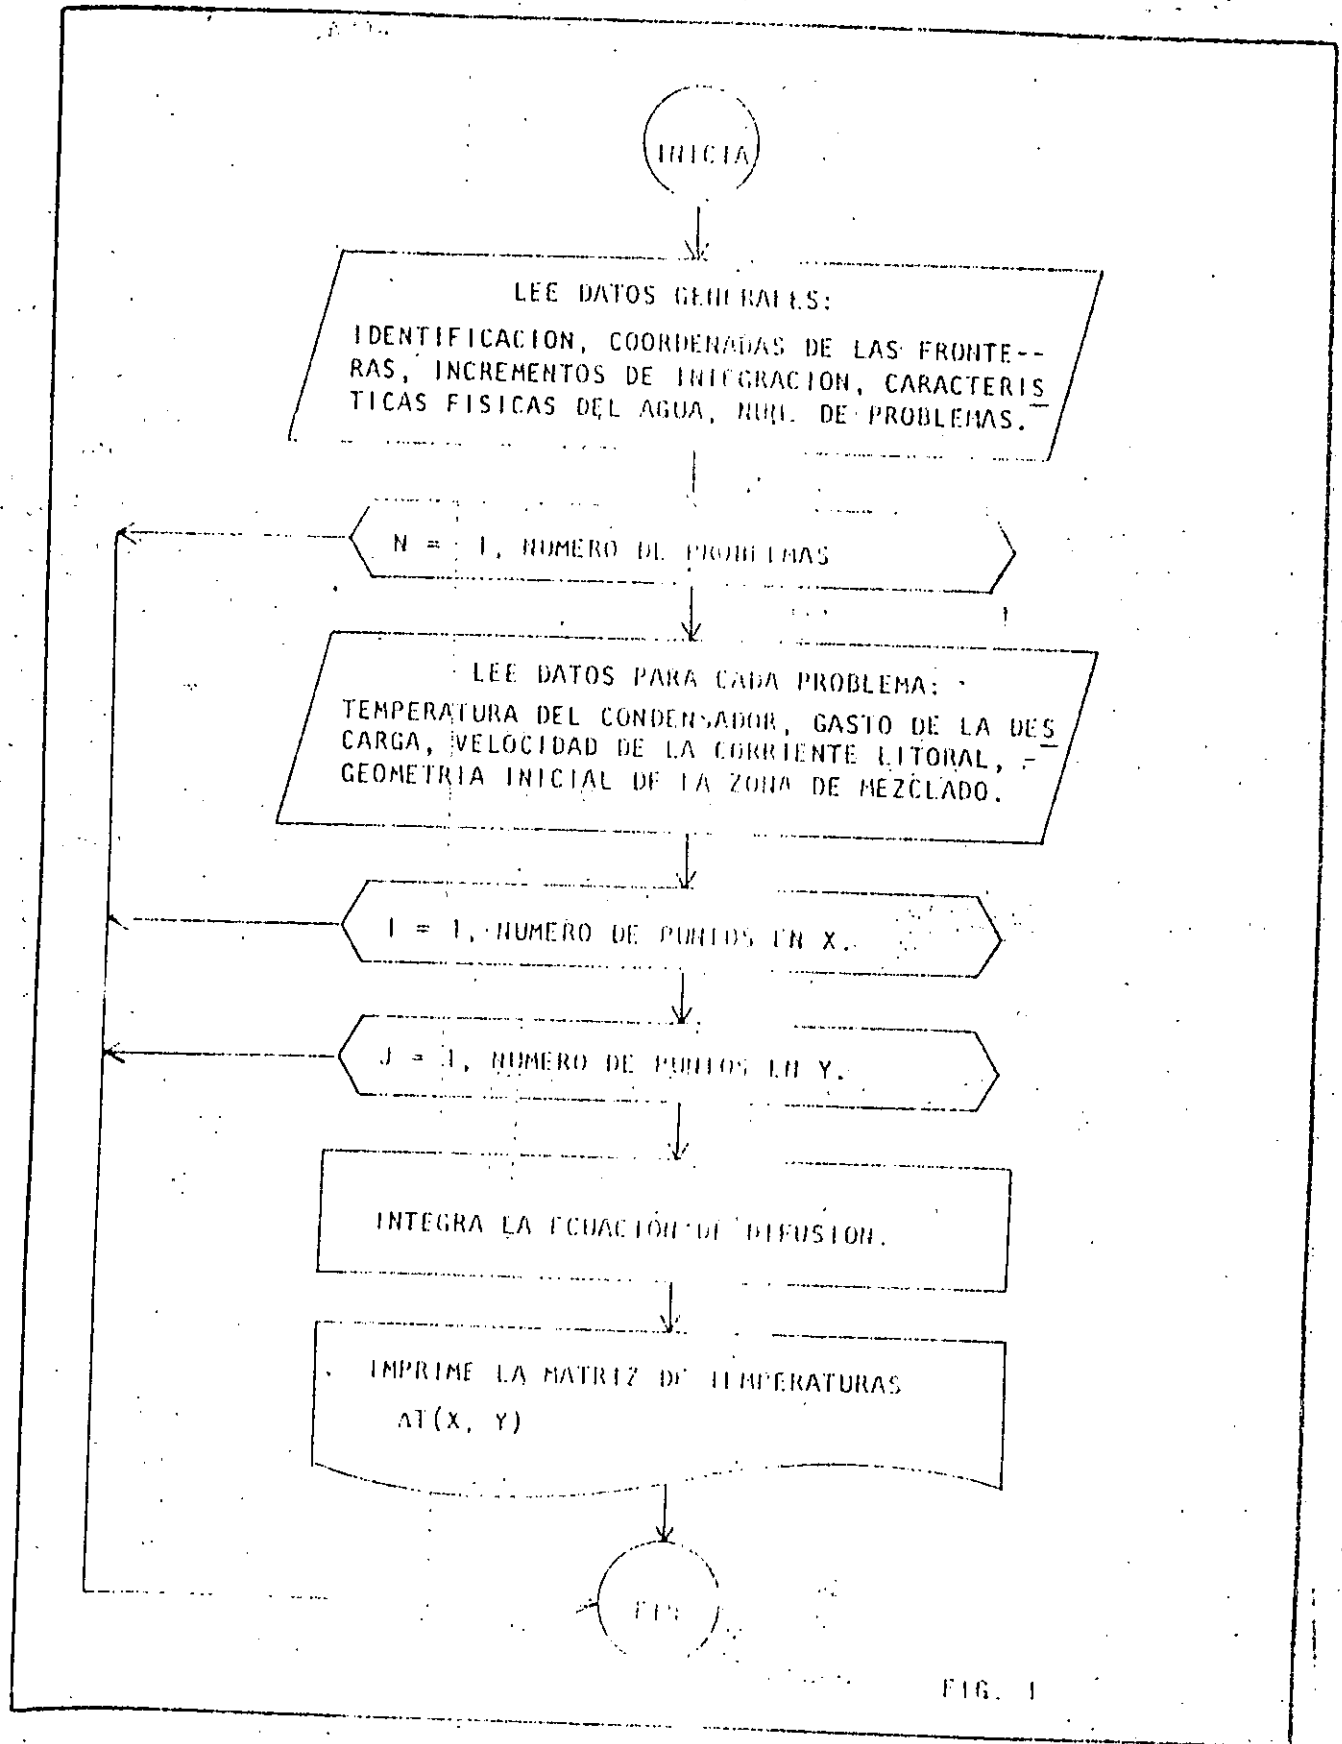 INICIA
LEE DATOS GENERALES:
IDENTIFICACION, COORDENADAS DE LAS FRONTE--
RAS, INCREMENTOS DE INTEGRACION, CARACTERIS
TICAS FISICAS DEL AGUA, NUM. DE PROBLEMAS.
N = 1, NUMERO DE PROBLEMAS
LEE DATOS PARA CADA PROBLEMA:
TEMPERATURA DEL CONDENSADOR, GASTO DE LA DES
CARGA, VELOCIDAD DE LA CORRIENTE LITORAL, -
GEOMETRIA INICIAL DE LA ZONA DE MEZCLADO.
I = 1, NUMERO DE PUNTOS EN X.
J = 1, NUMERO DE PUNTOS EN Y.
INTEGRA LA ECUACIÓN DE DIFUSION.
IMPRIME LA MATRIZ DE TEMPERATURAS
ΔT(X, Y)
FIN
FIG. 1